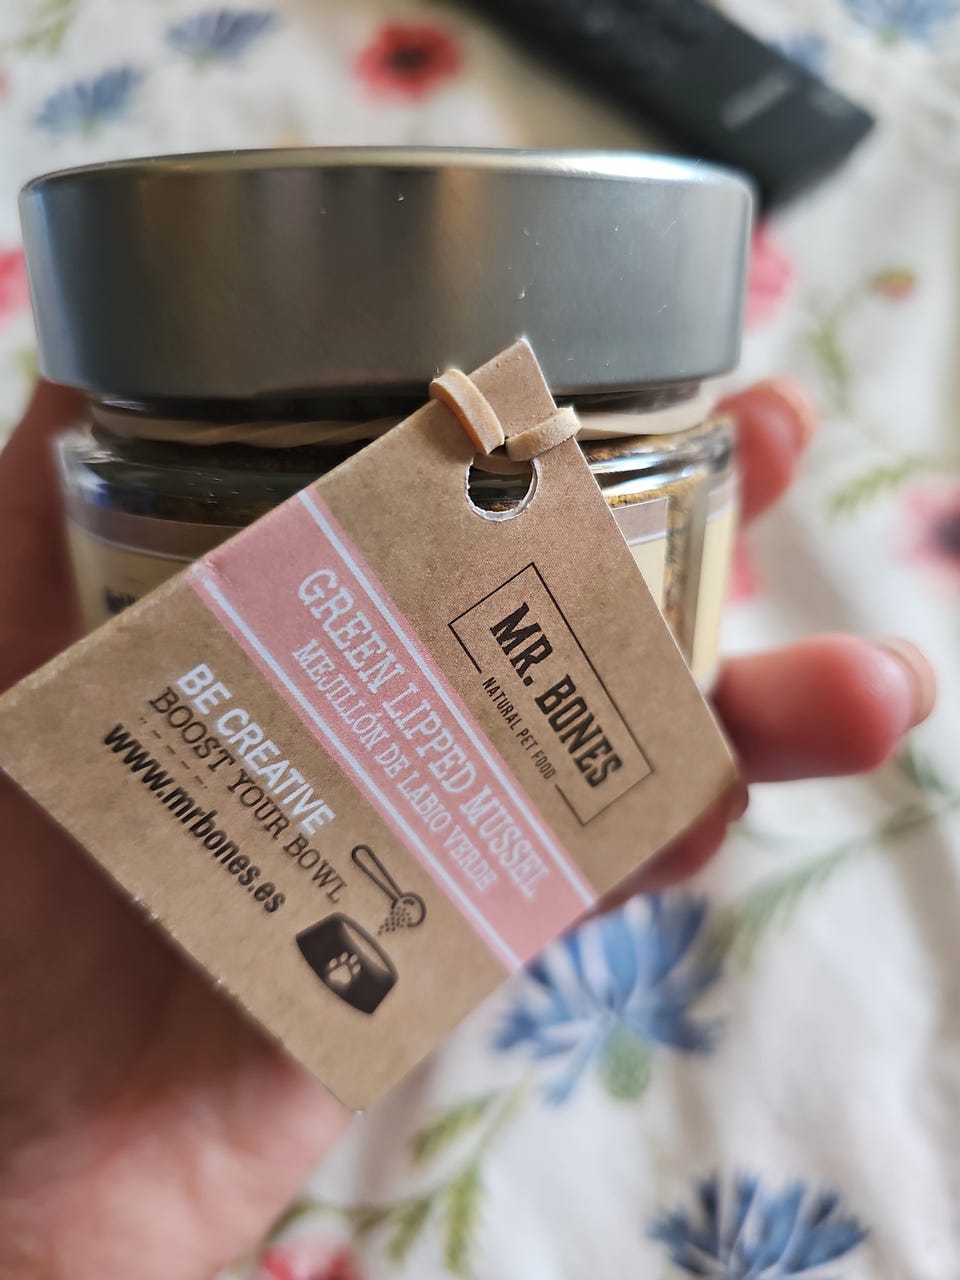 MR. BONES
NATURAL PET FOOD
GREEN LIPPED MUSSEL
MEJILLÓN DE LABIO VERDE
BE CREATIVE
BOOST YOUR BOWL
www.mrbones.es